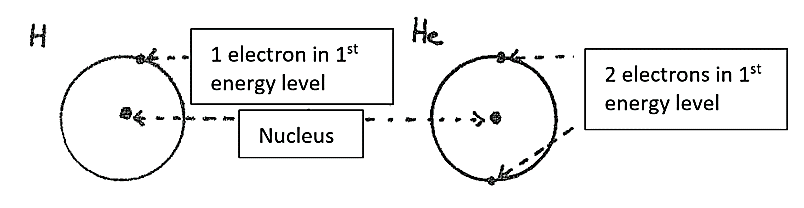 H
1 electron in 1st
energy level
Nucleus
He
2 electrons in 1st
energy level